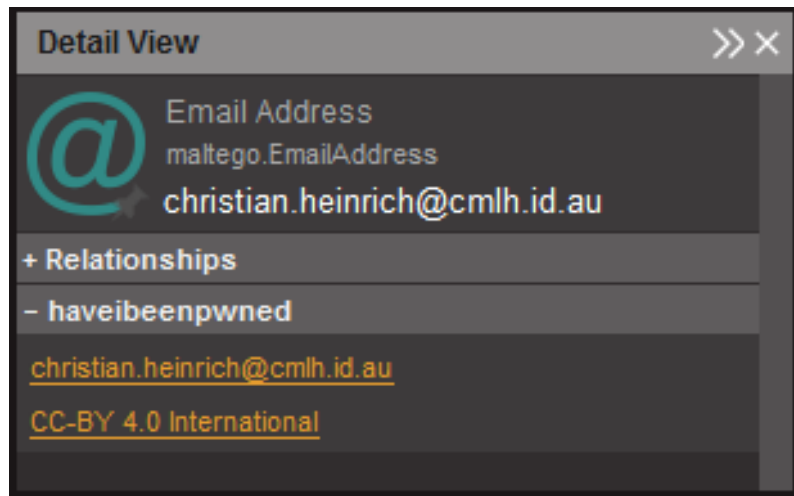 Detail View
Email Address
maltego.EmailAddress
christian.heinrich@cmlh.id.au
+ Relationships
- haveibeenpwned
christian.heinrich@cmlh.id.au
CC-BY 4.0 International